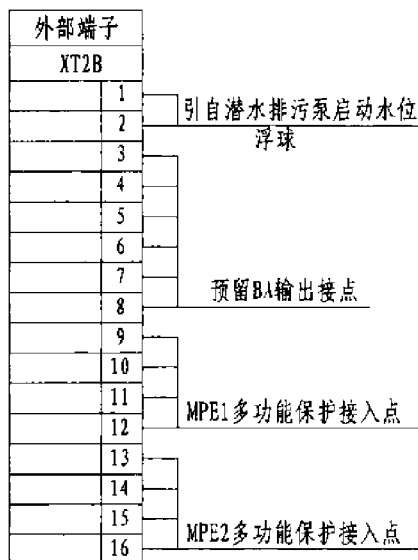 外部端子
XT2B
1
引自潜水排污泵启动水位
2
浮球
3
4
5
6
7
预留BA输出接点
8
9
10
11
MPE1多功能保护接入点
12
13
14
15
MPE2多功能保护接入点
16